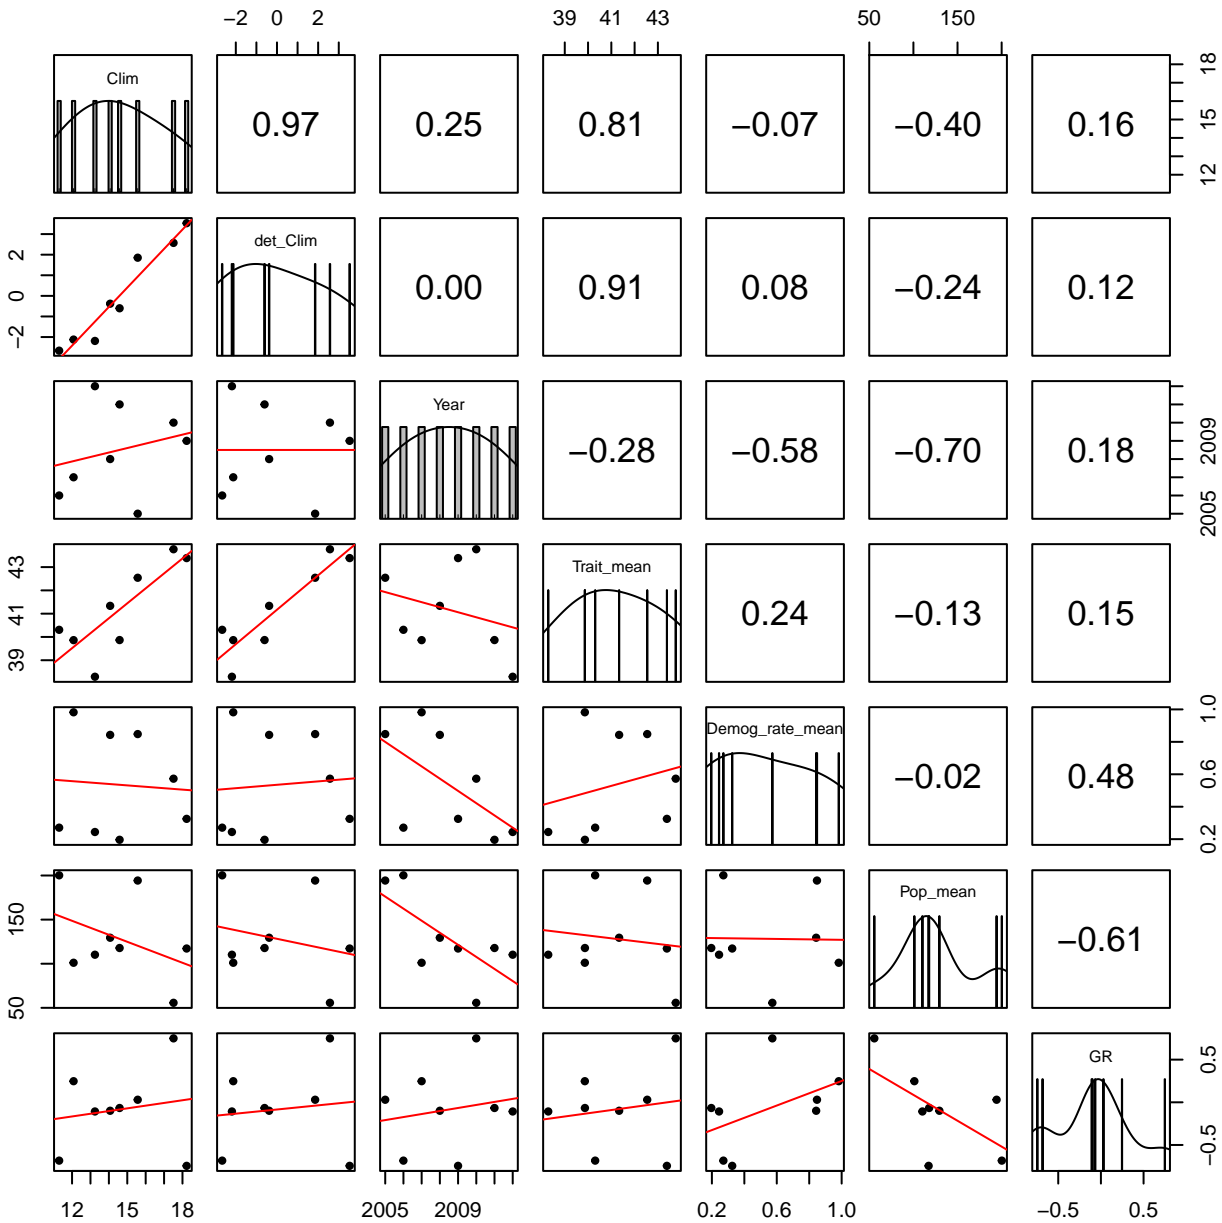 −2 0 2 39 41 43 50 150
Clim 0.97 0.25 0.81 −0.07 −0.40 0.16 12 15 18
−2 0 2 det_Clim 0.00 0.91 0.08 −0.24 0.12
Year −0.28 −0.58 −0.70 0.18 2005 2009
39 41 43 Trait_mean 0.24 −0.13 0.15
Demog_rate_mean −0.02 0.48 0.2 0.6 1.0
50 150 Pop_mean −0.61
GR −0.5 0.5
12 15 18 2005 2009 0.2 0.6 1.0 −0.5 0.5